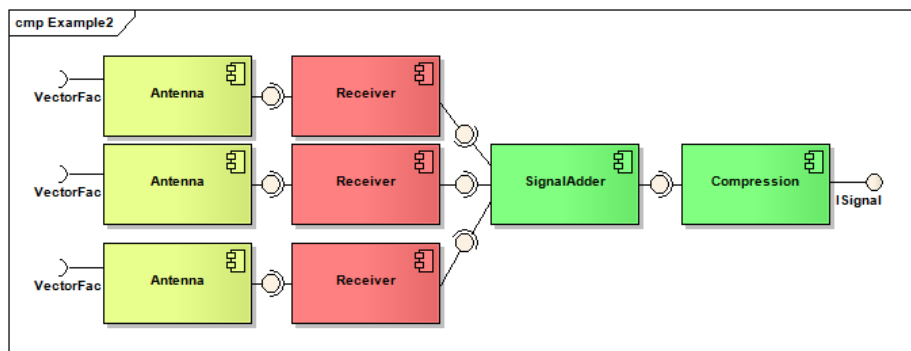 cmp Example2
Antenna
Receiver
VectorFac
Antenna
Receiver
SignalAdder
Compression
VectorFac
ISignal
Antenna
Receiver
VectorFac